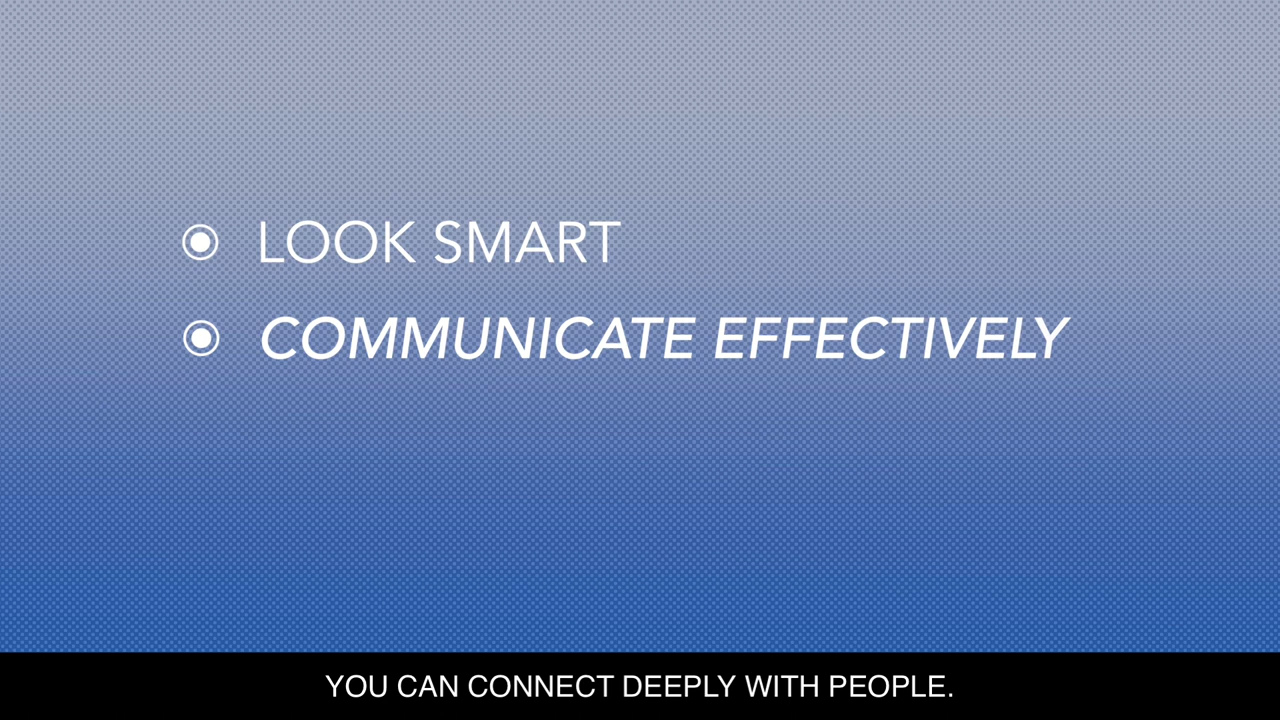 LOOK SMART
COMMUNICATE EFFECTIVELY
YOU CAN CONNECT DEEPLY WITH PEOPLE.